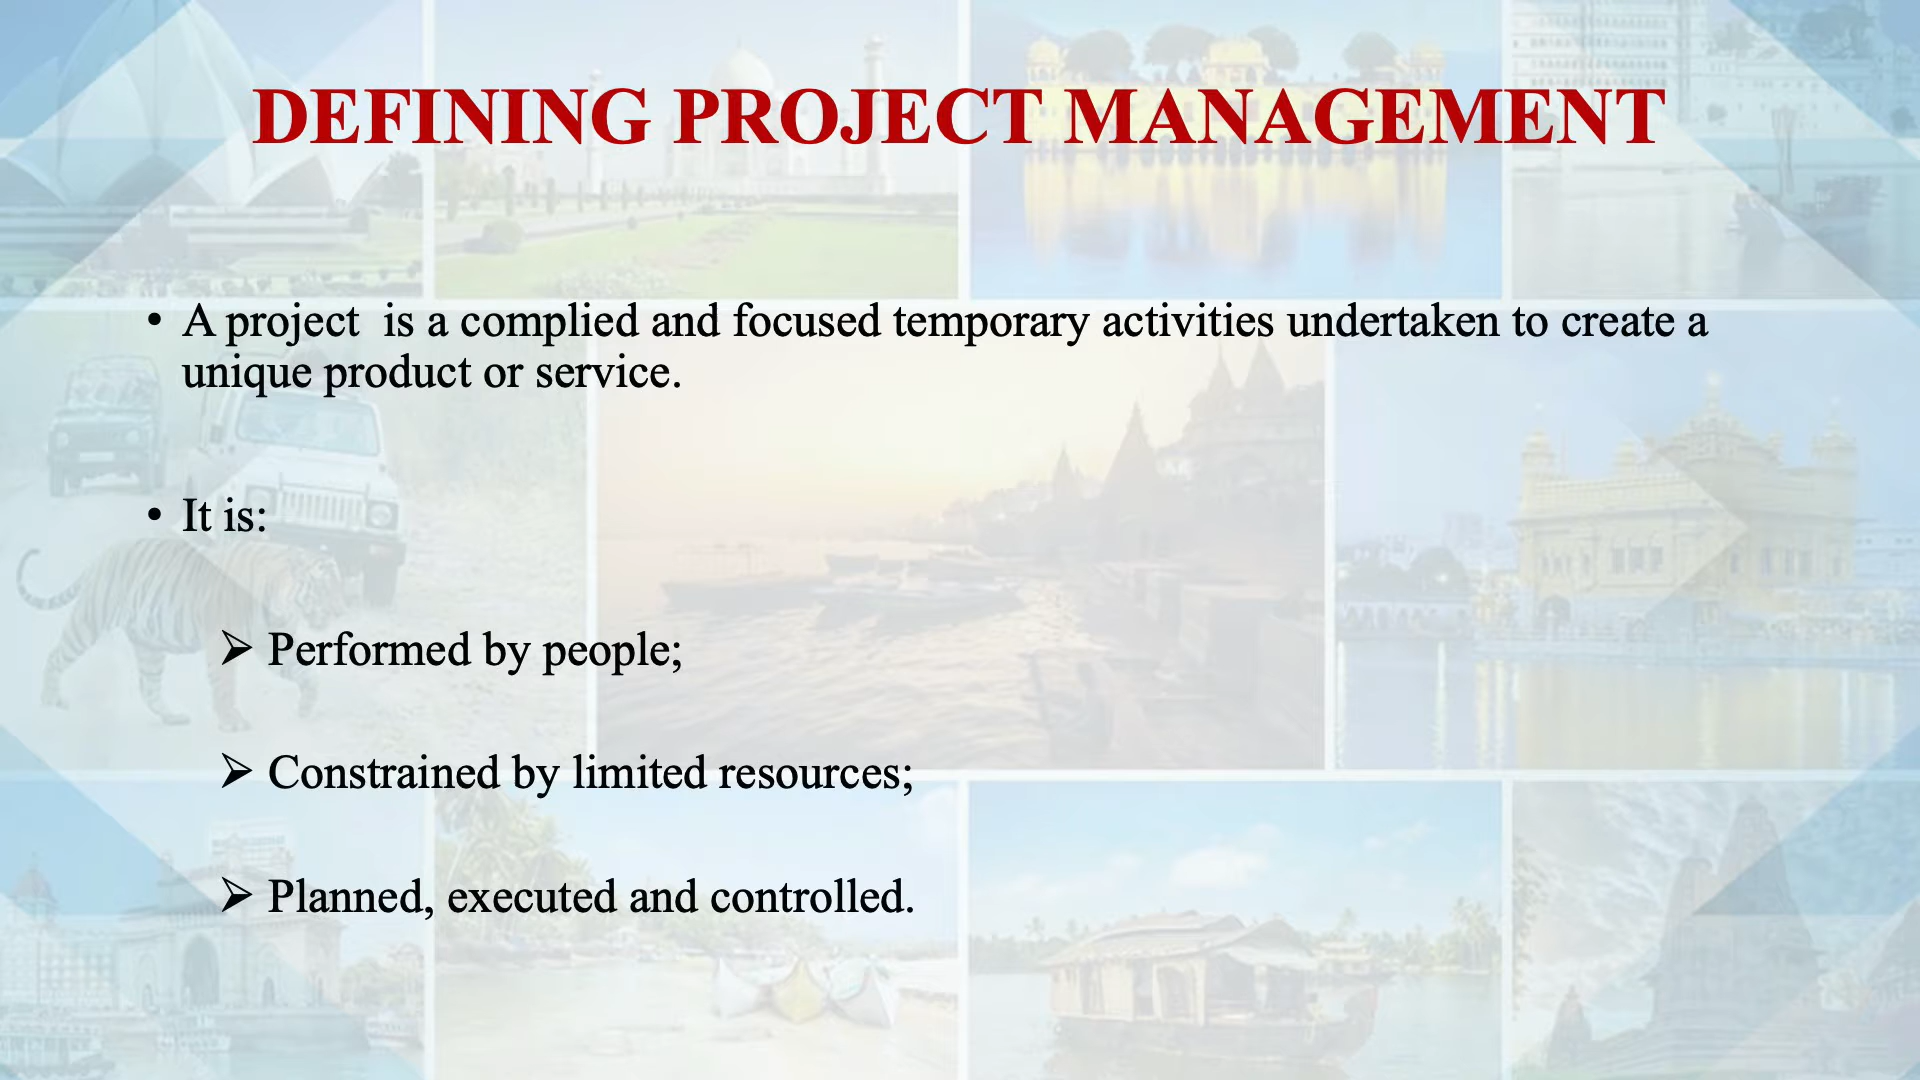 DEFINING PROJECT MANAGEMENT
• A project  is a complied and focused temporary activities undertaken to create a
unique product or service.
• It is:
➢ Performed by people;
➢ Constrained by limited resources;
➢ Planned, executed and controlled.